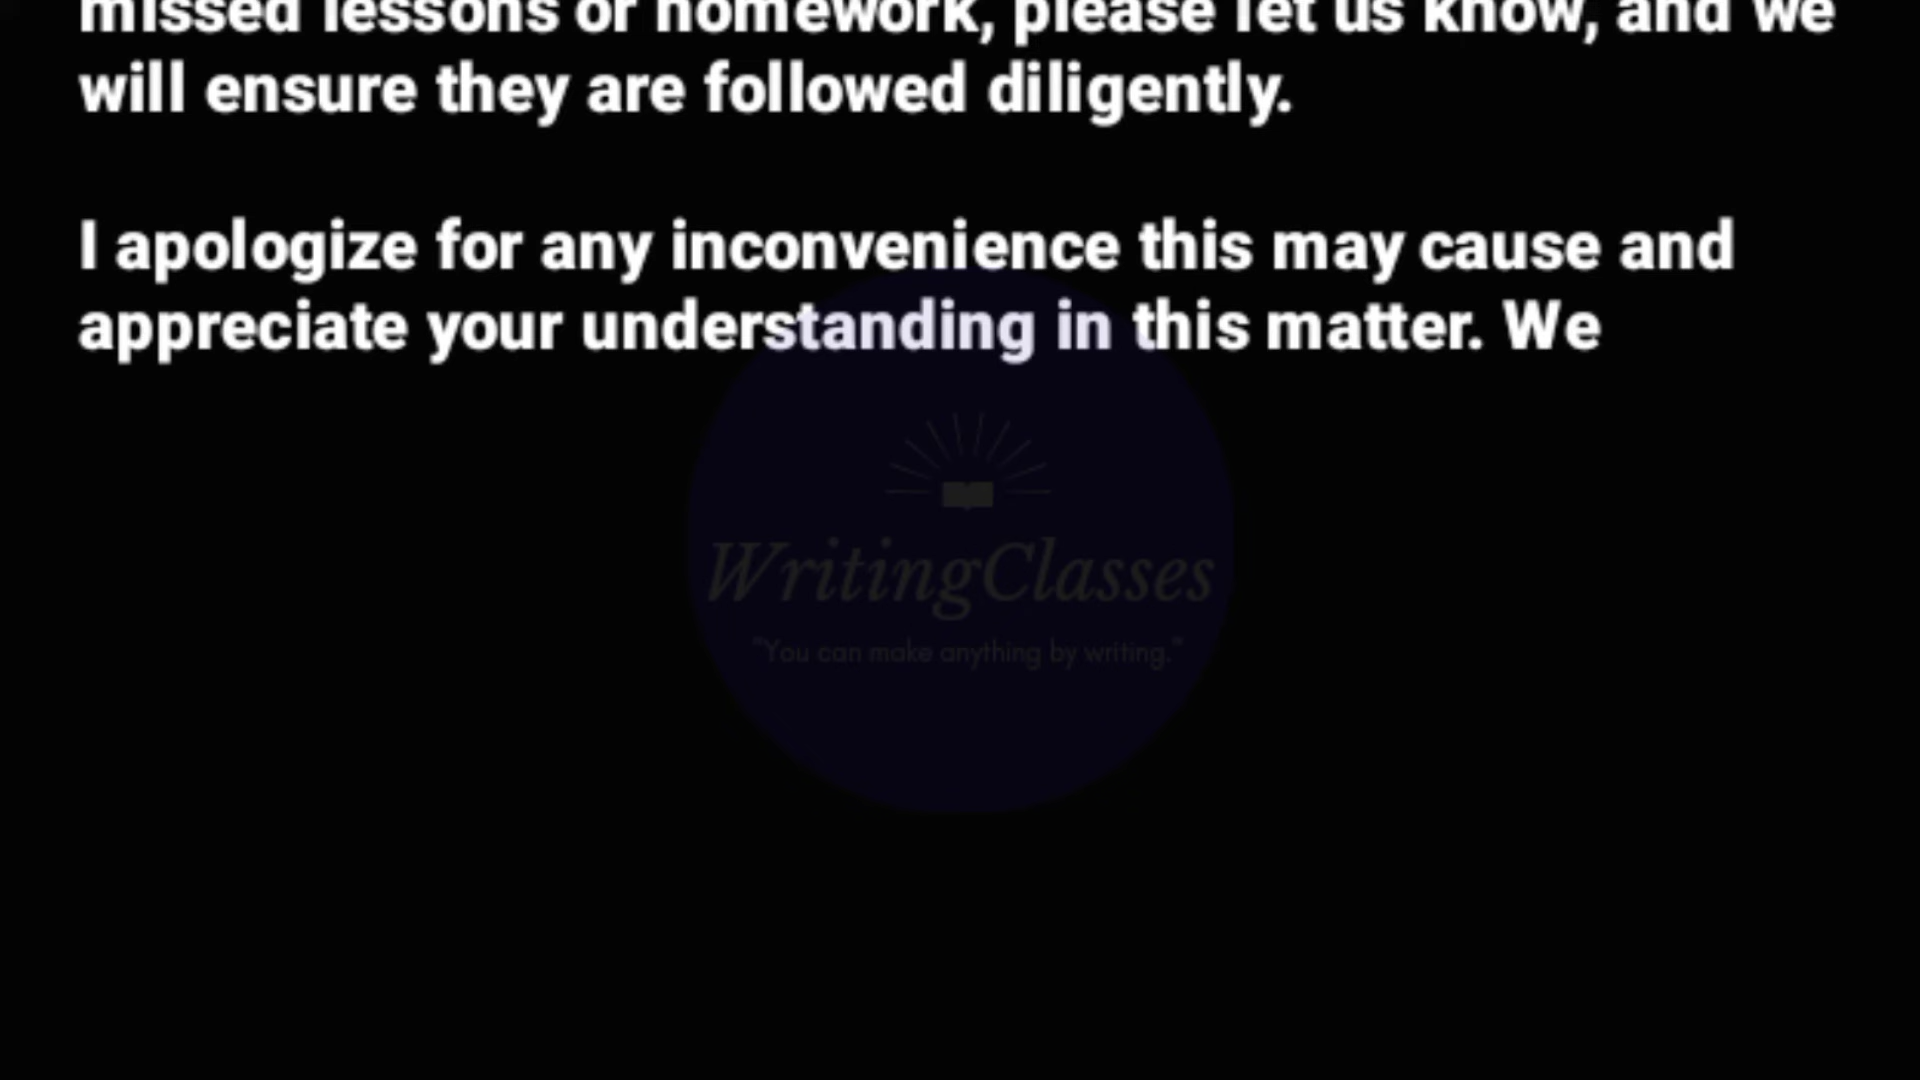 missed lessons or homework, please let us know, and we
will ensure they are followed diligently.
I apologize for any inconvenience this may cause and
appreciate your understanding in this matter. We
WritingClasses
"You can make anything by writing."